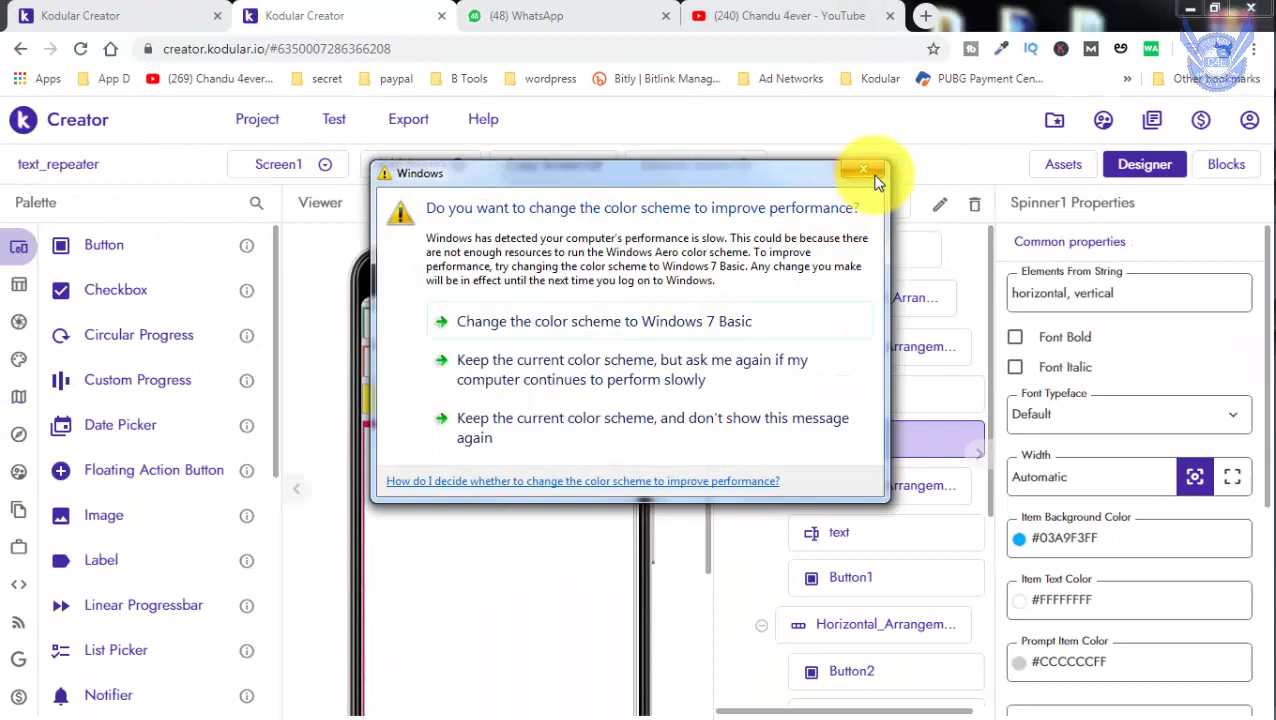 Kodular Creator
Kodular Creator
(48) WhatsApp
(240) Chandu 4ever - YouTube
creator.kodular.io/#6350007286366208
Apps
App D
(269) Chandu 4ever...
secret
paypal
B Tools
wordpress
Bitly | Bitlink Manag...
Ad Networks
Kodular
PUBG Payment Cen...
Other bookmarks
Creator
Project
Test
Export
Help
text_repeater
Screen1
Assets
Designer
Blocks
Palette
Viewer
Spinner1 Properties
Button
Checkbox
Circular Progress
Custom Progress
Date Picker
Floating Action Button
Image
Label
Linear Progressbar
List Picker
Notifier
Windows
Do you want to change the color scheme to improve performance?
Windows has detected your computer's performance is slow. This could be because there
are not enough resources to run the Windows Aero color scheme. To improve
performance, try changing the color scheme to Windows 7 Basic. Any change you make
will be in effect until the next time you log on to Windows.
Change the color scheme to Windows 7 Basic
Keep the current color scheme, but ask me again if my
computer continues to perform slowly
Keep the current color scheme, and don't show this message
again
How do I decide whether to change the color scheme to improve performance?
Arran...
Arrangem...
Arrangem...
text
Button1
Horizontal_Arrangem...
Button2
Common properties
Elements From String
horizontal, vertical
Font Bold
Font Italic
Font Typeface
Default
Width
Automatic
Item Background Color
#03A9F3FF
Item Text Color
#FFFFFFFF
Prompt Item Color
#CCCCCCFF